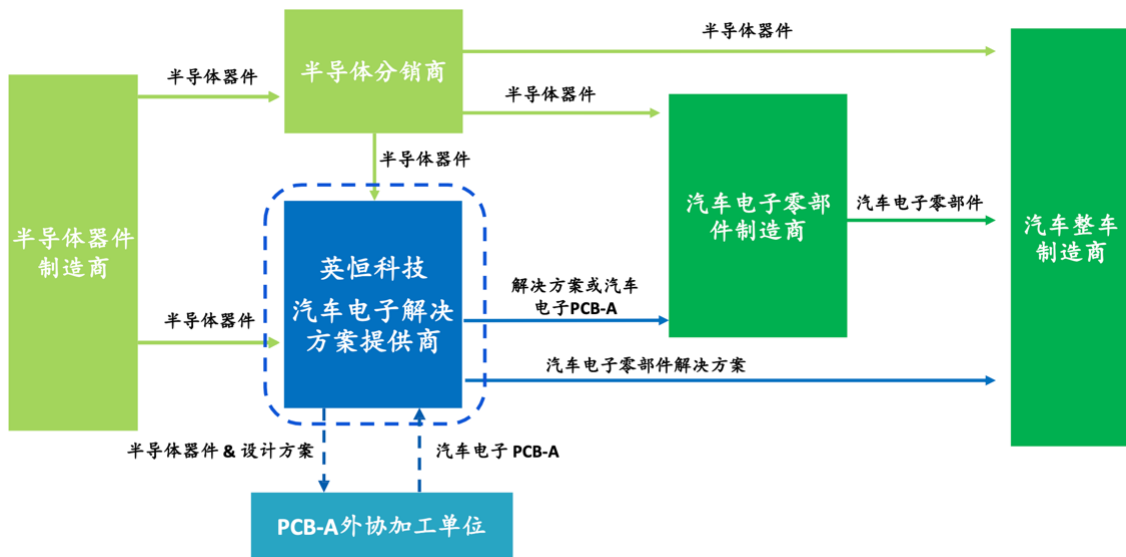 半导体器件
半导体分销商
半导体器件
半导体器件
半导体器件
半导体器件
制造商
汽车电子零部
件制造商
汽车电子零部件
汽车整车
制造商
英恒科技
汽车电子解决
方案提供商
解决方案或汽车
电子PCB-A
半导体器件
汽车电子零部件解决方案
半导体器件 & 设计方案
汽车电子 PCB-A
PCB-A外协加工单位